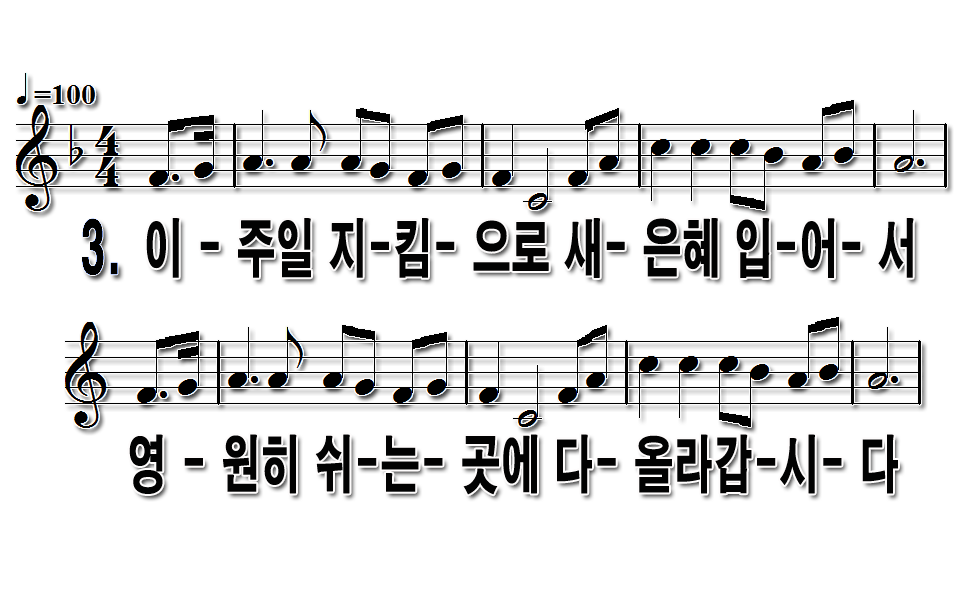 ♩=100
3. 이 - 주일 지-킴- 으로 새- 은혜 입-어- 서
영 - 원히 쉬-는- 곳에 다- 올라갑-시- 다